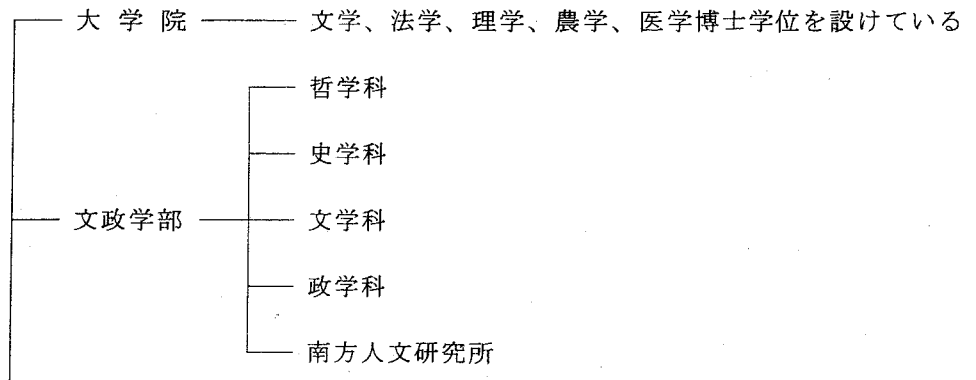 大学院 文学、法学、理学、農学、医学博士学位を設けている
哲学科
史学科
文政学部 文学科
政学科
南方人文研究所